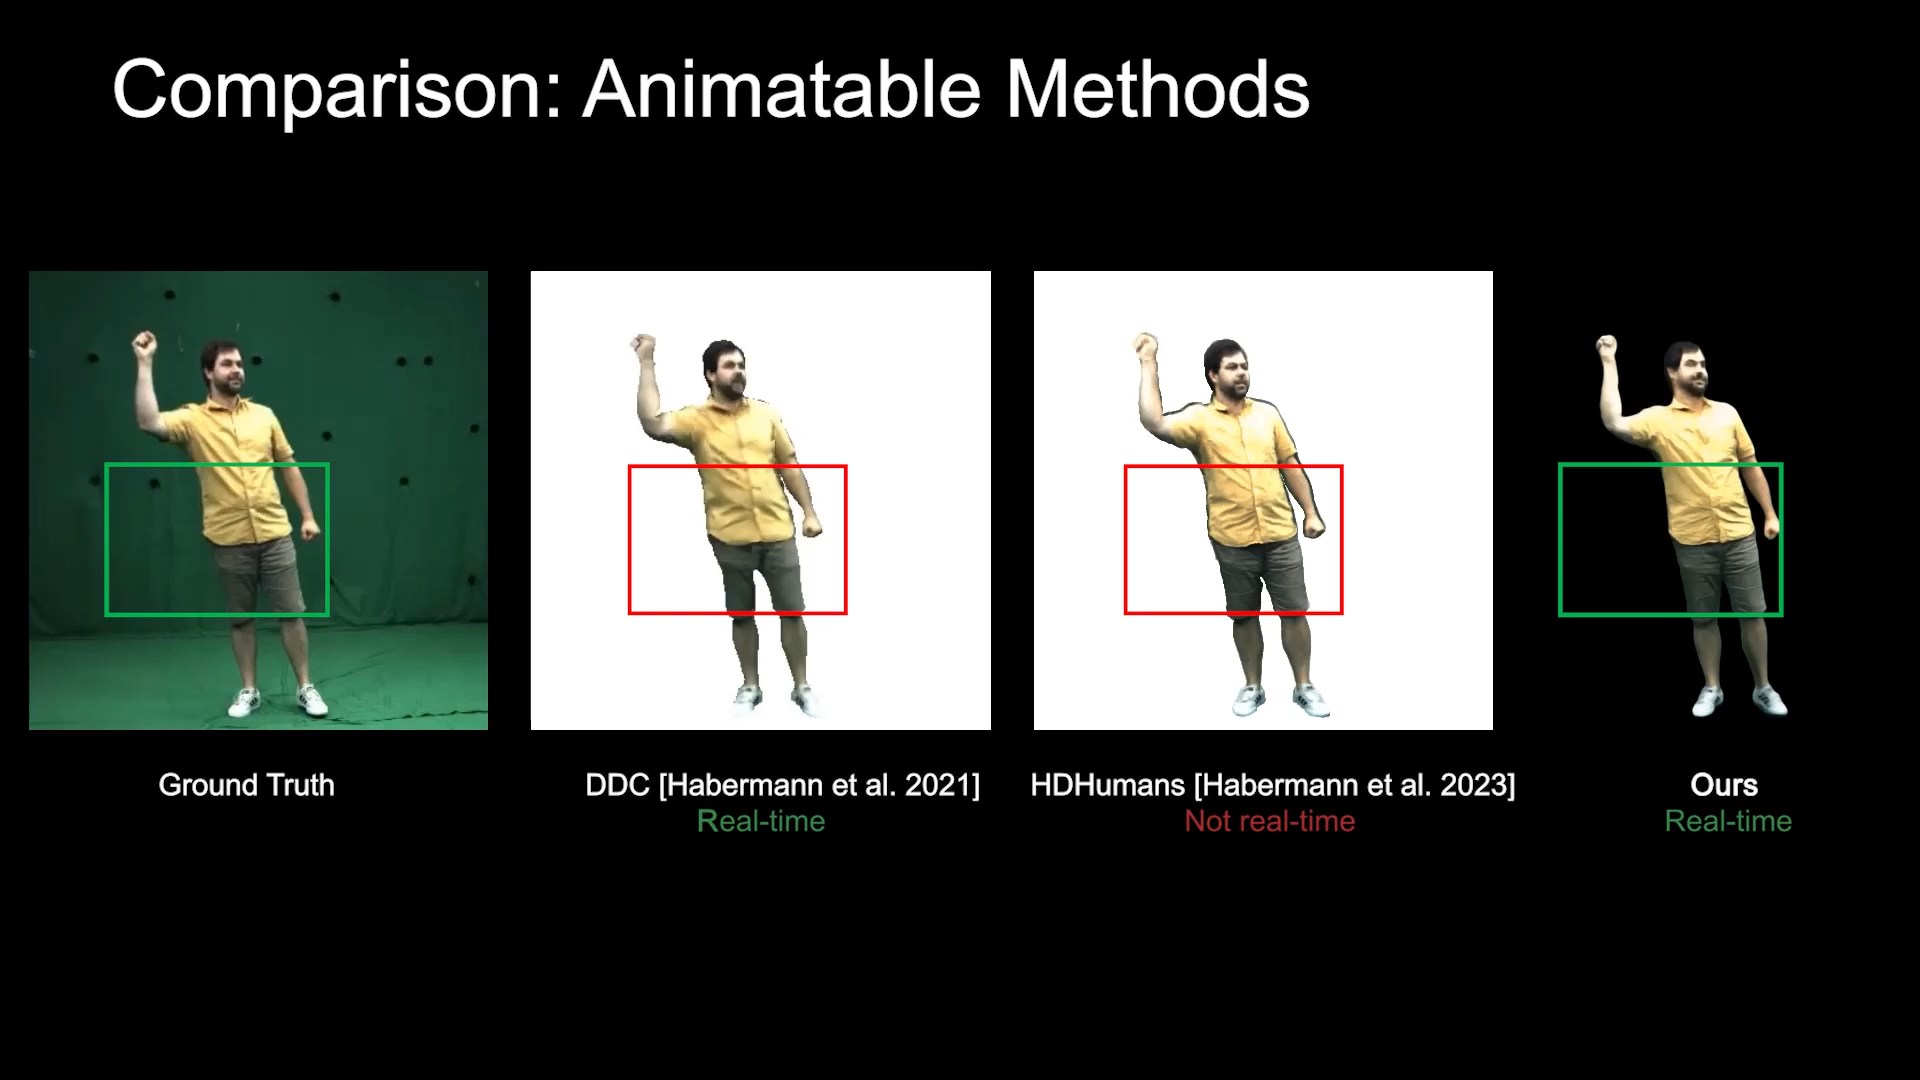 Comparison: Animatable Methods
Ground Truth
DDC [Habermann et al. 2021]
Real-time
HDHumans [Habermann et al. 2023]
Not real-time
Ours
Real-time